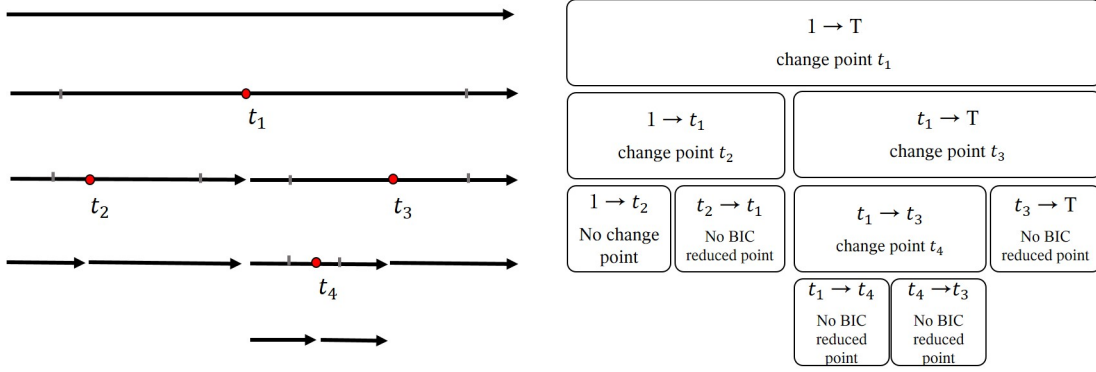 t₁
t₂
t₃
t₄
1 → T
change point t₁
1 → t₁
change point t₂
t₁ → T
change point t₃
1 → t₂
No change
point
t₂ → t₁
No BIC
reduced point
t₁ → t₃
change point t₄
t₃ → T
No BIC
reduced point
t₁ → t₄
No BIC
reduced
point
t₄ →t₃
No BIC
reduced
point